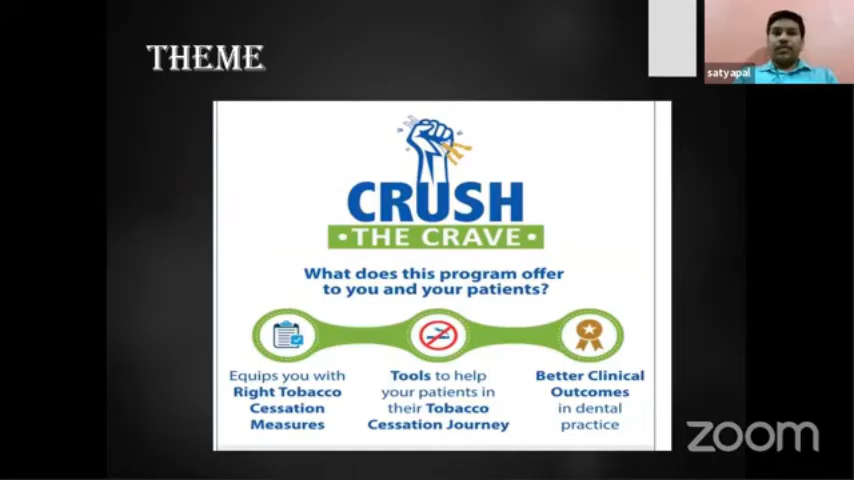 THEME
satyapal
CRUSH
• THE CRAVE •
What does this program offer
to you and your patients?
Equips you with
Right Tobacco
Cessation
Measures
Tools to help
your patients in
their Tobacco
Cessation Journey
Better Clinical
Outcomes
in dental
practice
zoom